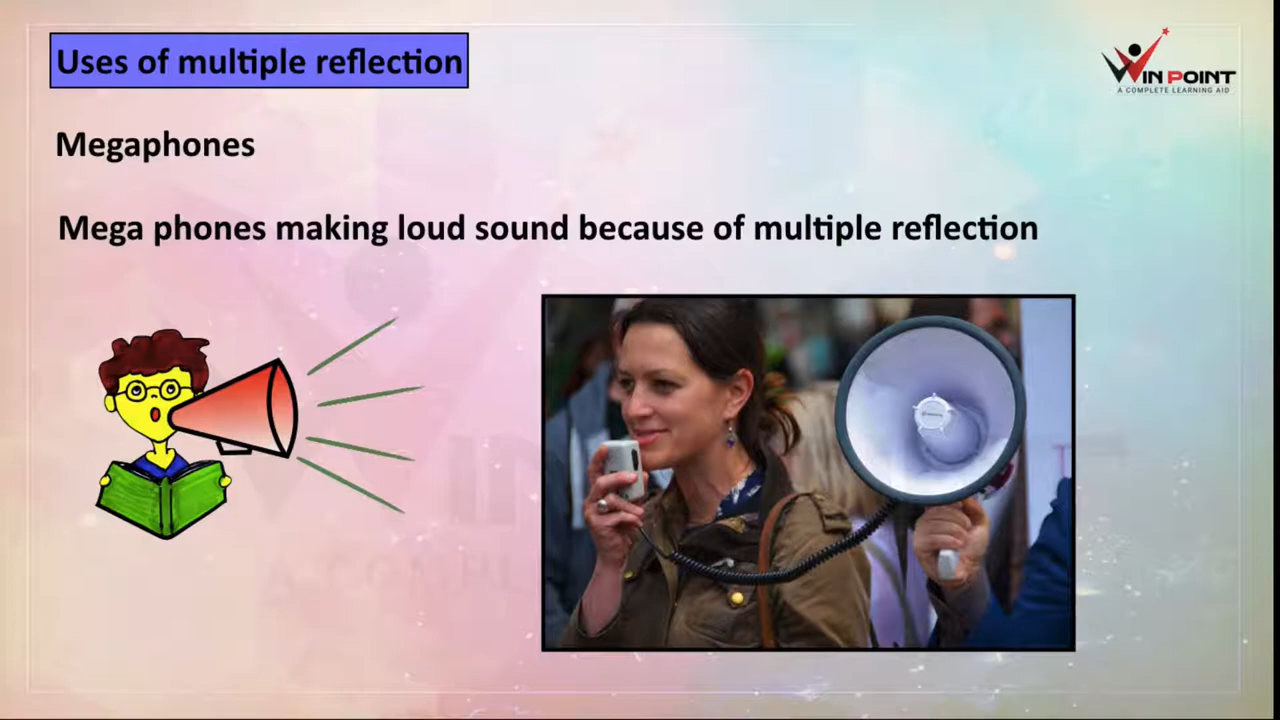 Uses of multiple reflection
WIN POINT
A COMPLETE LEARNING AID
Megaphones
Mega phones making loud sound because of multiple reflection